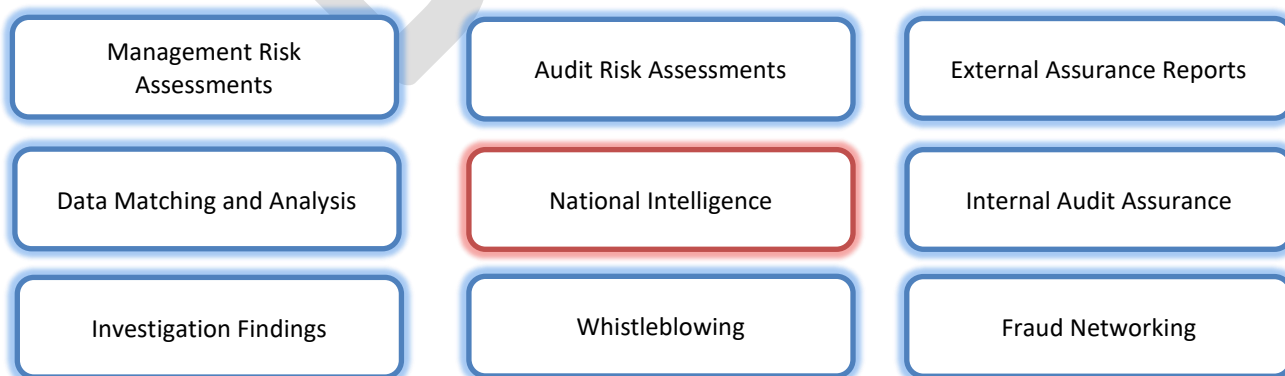 Management Risk
Assessments
Audit Risk Assessments
External Assurance Reports
Data Matching and Analysis
National Intelligence
Internal Audit Assurance
Investigation Findings
Whistleblowing
Fraud Networking